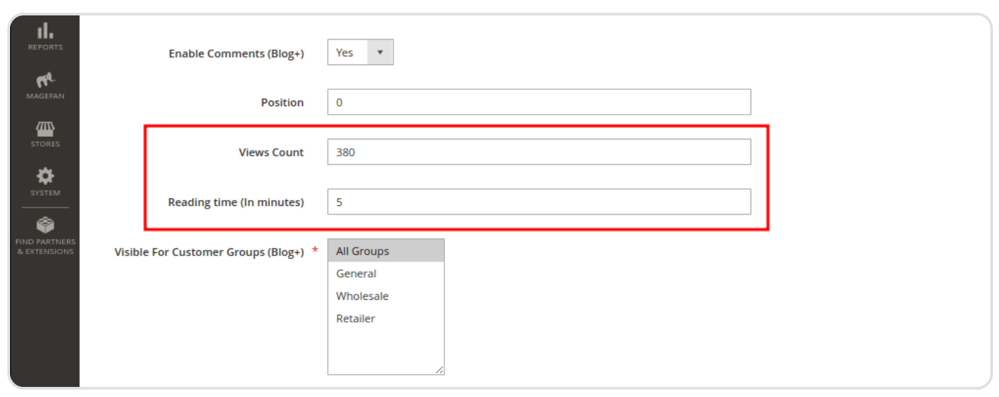 REPORTS
MAGEFAN
STORES
SYSTEM
FIND PARTNERS
& EXTENSIONS
Enable Comments (Blog+) Yes
Position 0
Views Count 380
Reading time (In minutes) 5
Visible For Customer Groups (Blog+) * All Groups
General
Wholesale
Retailer